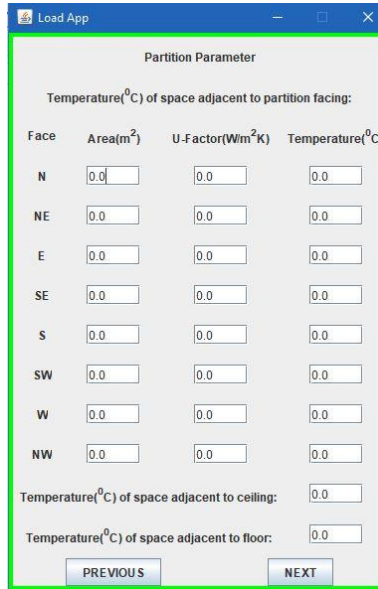 Load App
Partition Parameter
Temperature(⁰C) of space adjacent to partition facing:
Face Area(m²) U-Factor(W/m²K) Temperature(⁰C
N 0.0 0.0 0.0
NE 0.0 0.0 0.0
E 0.0 0.0 0.0
SE 0.0 0.0 0.0
S 0.0 0.0 0.0
SW 0.0 0.0 0.0
W 0.0 0.0 0.0
NW 0.0 0.0 0.0
Temperature(⁰C) of space adjacent to ceiling: 0.0
Temperature(⁰C) of space adjacent to floor: 0.0
PREVIOUS NEXT